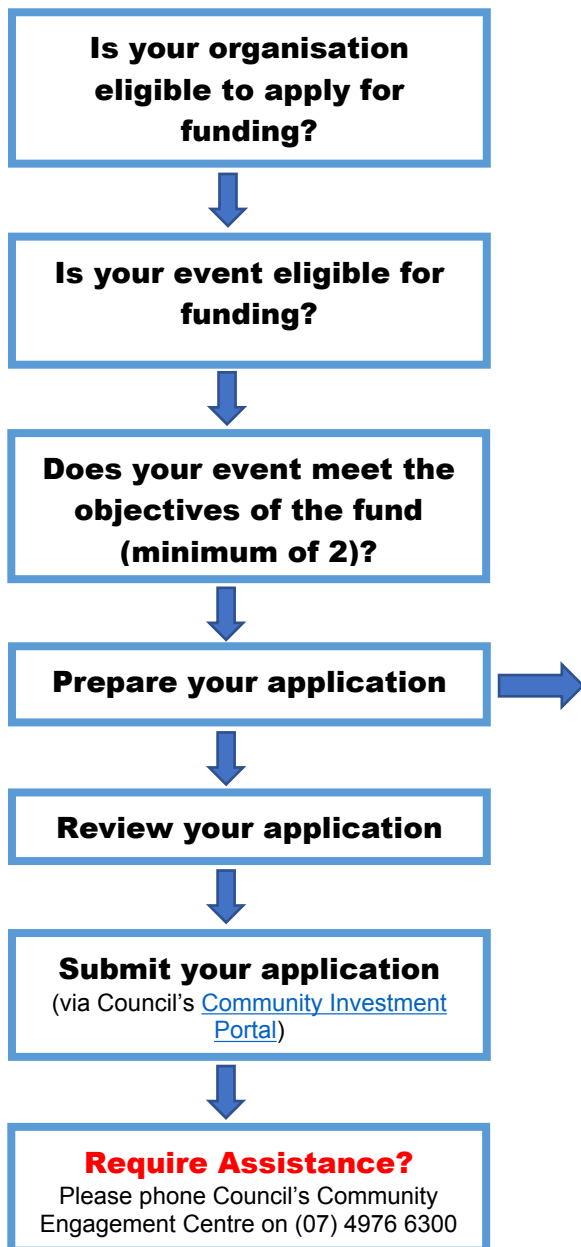 Is your organisation
eligible to apply for
funding?
Is your event eligible for
funding?
Does your event meet the
objectives of the fund
(minimum of 2)?
Prepare your application
Review your application
Submit your application
(via Council’s Community Investment
Portal)
Require Assistance?
Please phone Council’s Community
Engagement Centre on (07) 4976 6300